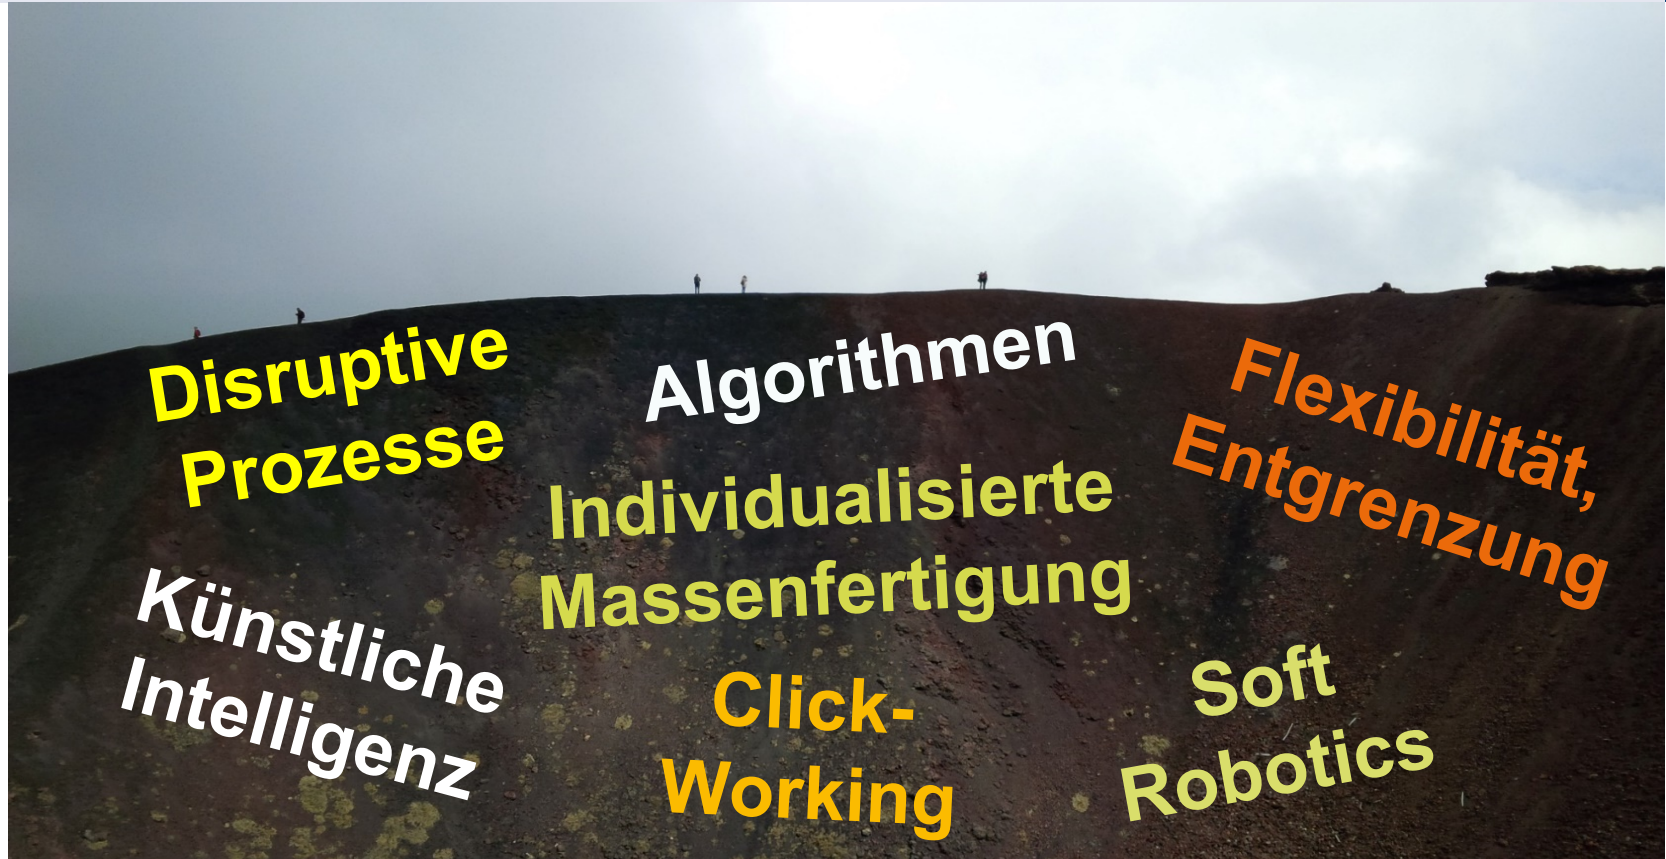 Disruptive
Prozesse
Algorithmen
Flexibilität,
Entgrenzung
Individualisierte
Massenfertigung
Künstliche
Intelligenz
Click-
Working
Soft
Robotics